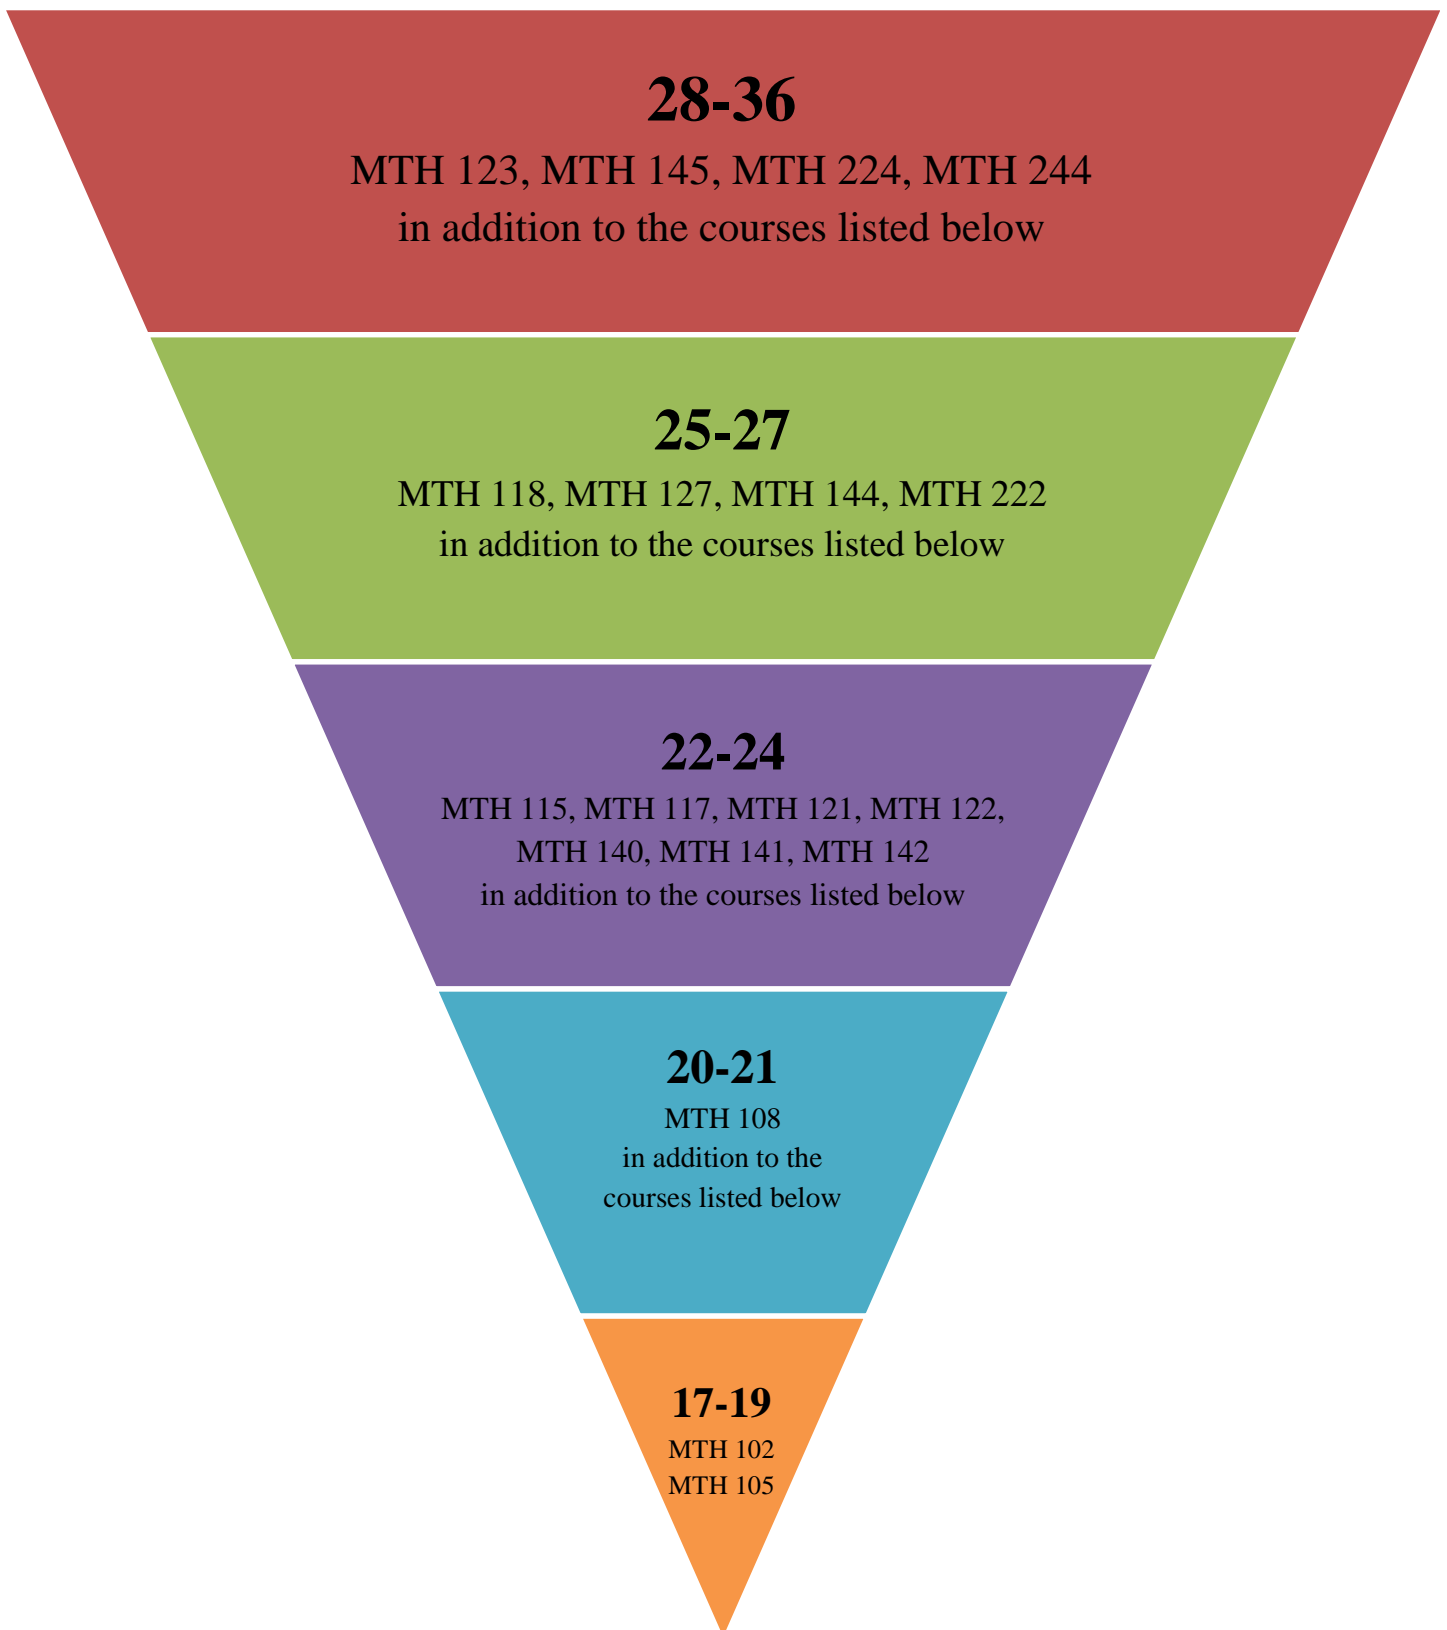 28-36
MTH 123, MTH 145, MTH 224, MTH 244
in addition to the courses listed below
25-27
MTH 118, MTH 127, MTH 144, MTH 222
in addition to the courses listed below
22-24
MTH 115, MTH 117, MTH 121, MTH 122,
MTH 140, MTH 141, MTH 142
in addition to the courses listed below
20-21
MTH 108
in addition to the
courses listed below
17-19
MTH 102
MTH 105